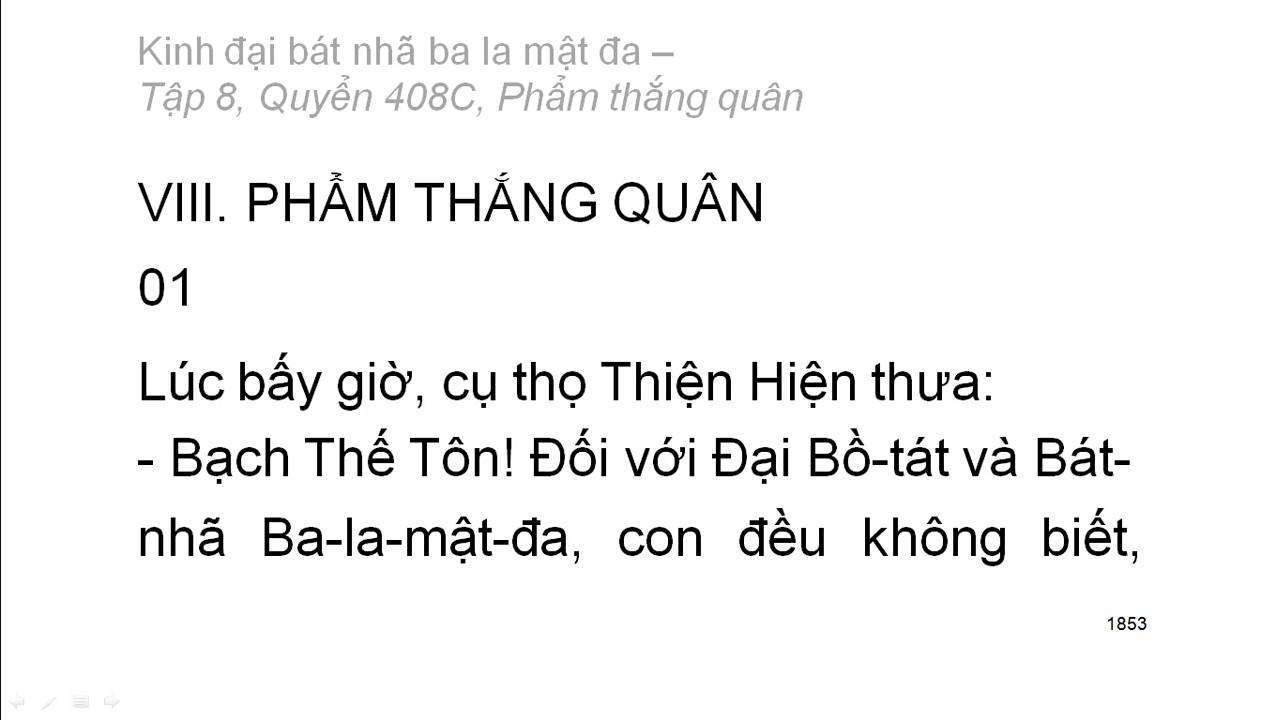 Kinh đại bát nhã ba la mật đa –
Tập 8, Quyển 408C, Phẩm thắng quân
VIII. PHẨM THẮNG QUÂN
01
Lúc bấy giờ, cụ thọ Thiện Hiện thưa:
- Bạch Thế Tôn! Đối với Đại Bồ-tát và Bát-
nhã Ba-la-mật-đa, con đều không biết,
1853